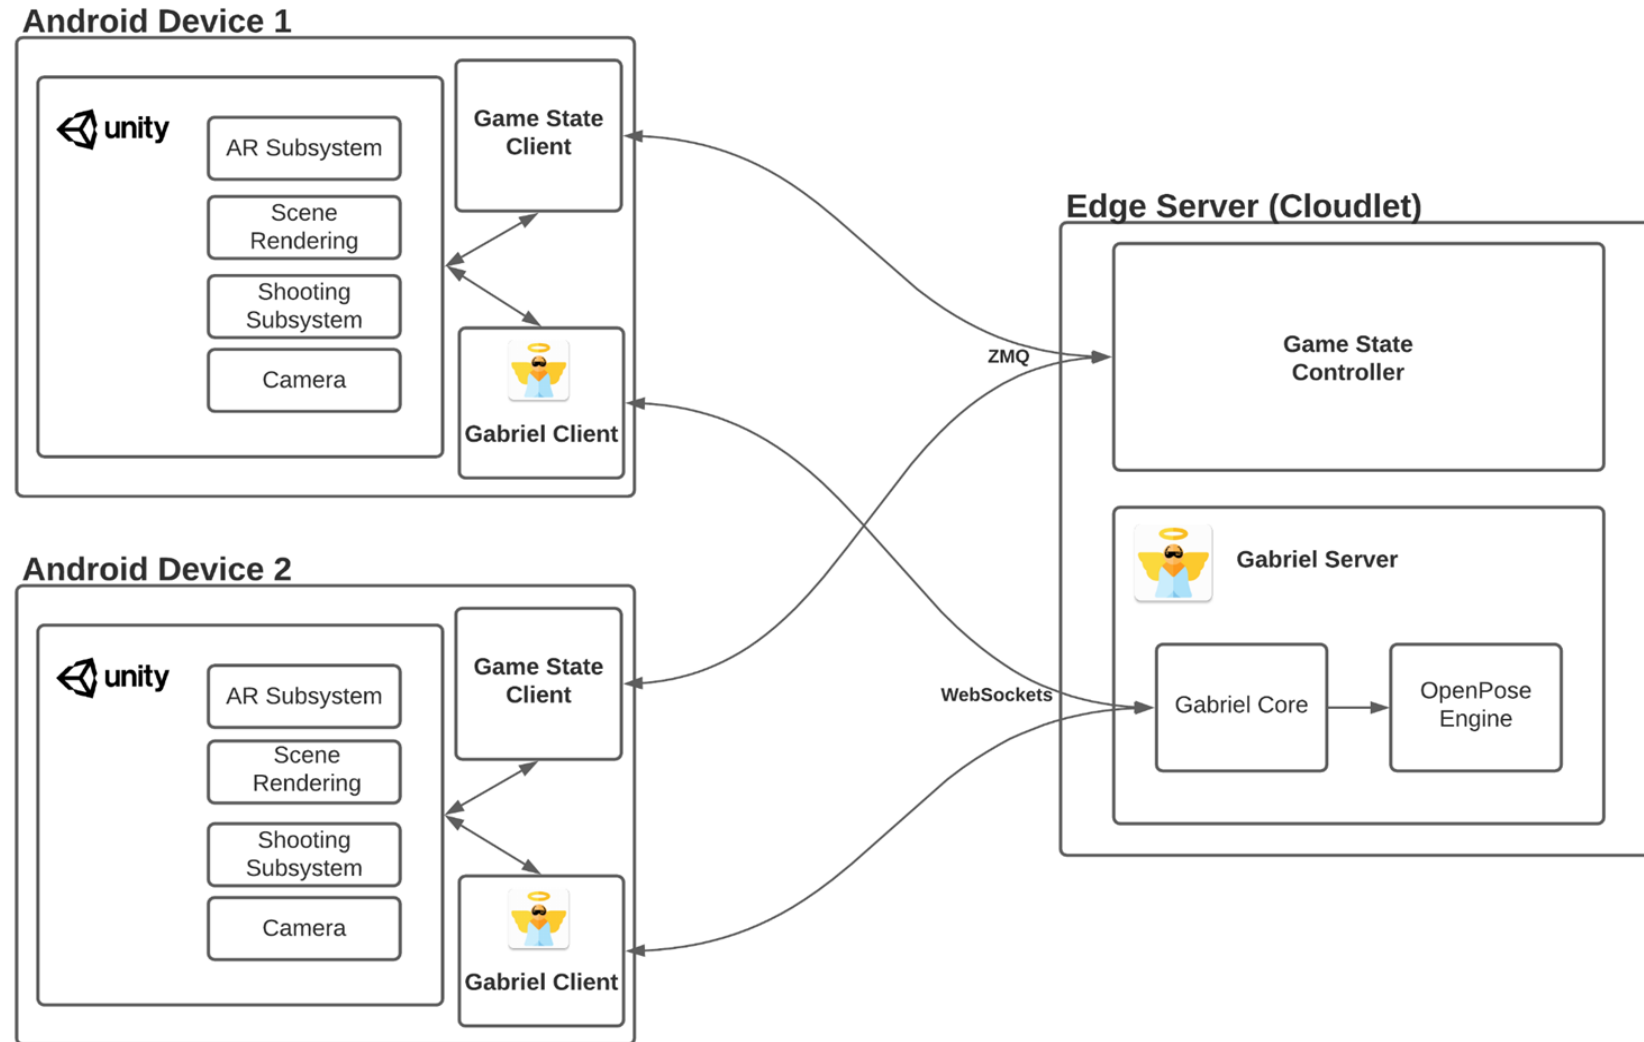 Android Device 1
unity
AR Subsystem
Scene
Rendering
Shooting
Subsystem
Camera
Game State
Client
Gabriel Client
Android Device 2
unity
AR Subsystem
Scene
Rendering
Shooting
Subsystem
Camera
Game State
Client
Gabriel Client
ZMQ
WebSockets
Edge Server (Cloudlet)
Game State
Controller
Gabriel Server
Gabriel Core
OpenPose
Engine